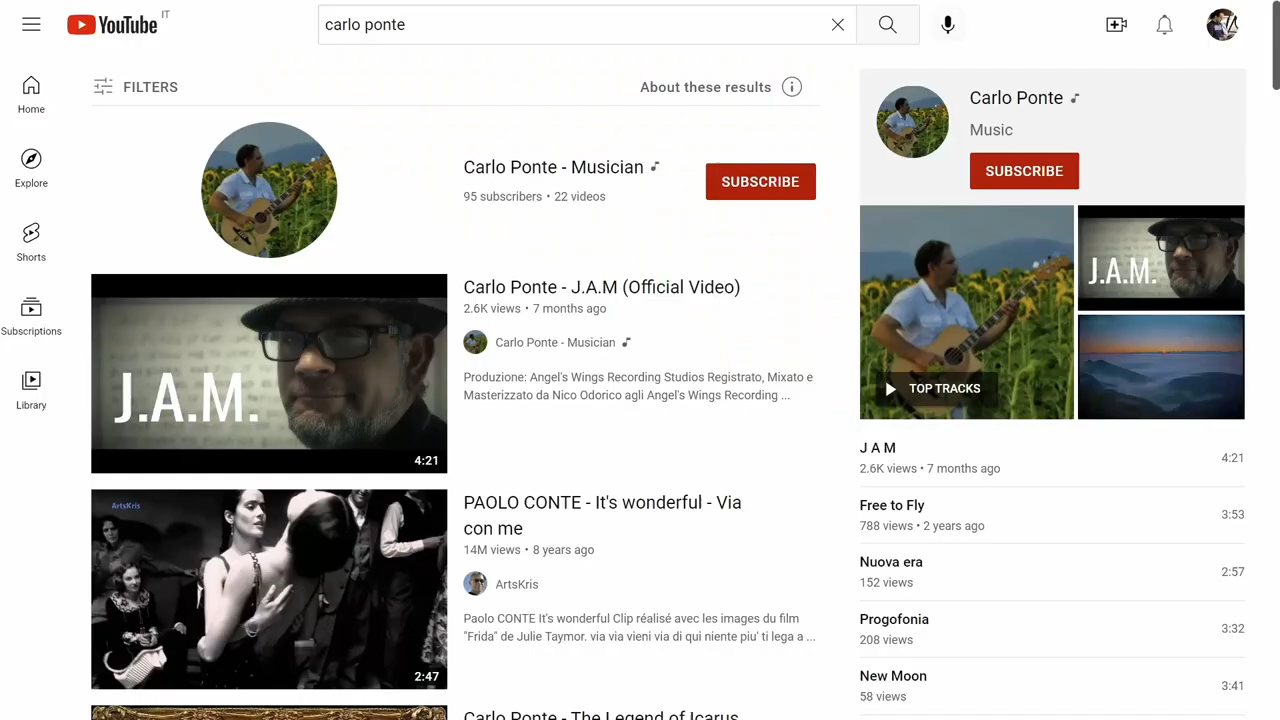 YouTube IT
carlo ponte
Home
Explore
Shorts
Subscriptions
Library
FILTERS
About these results
Carlo Ponte - Musician
95 subscribers • 22 videos
SUBSCRIBE
J.A.M.
4:21
Carlo Ponte - J.A.M (Official Video)
2.6K views • 7 months ago
Carlo Ponte - Musician
Produzione: Angel's Wings Recording Studios Registrato, Mixato e
Masterizzato da Nico Odorico agli Angel's Wings Recording ...
ArtsKris
2:47
PAOLO CONTE - It's wonderful - Via
con me
14M views • 8 years ago
ArtsKris
Paolo CONTE It's wonderful Clip réalisé avec les images du film
"Frida" de Julie Taymor. via via vieni via di qui niente piu' ti lega a ...
Carlo Ponte - The Legend of Icarus
Carlo Ponte
Music
SUBSCRIBE
TOP TRACKS
J.A.M.
J A M
2.6K views • 7 months ago
4:21
Free to Fly
788 views • 2 years ago
3:53
Nuova era
152 views
2:57
Progofonia
208 views
3:32
New Moon
58 views
3:41